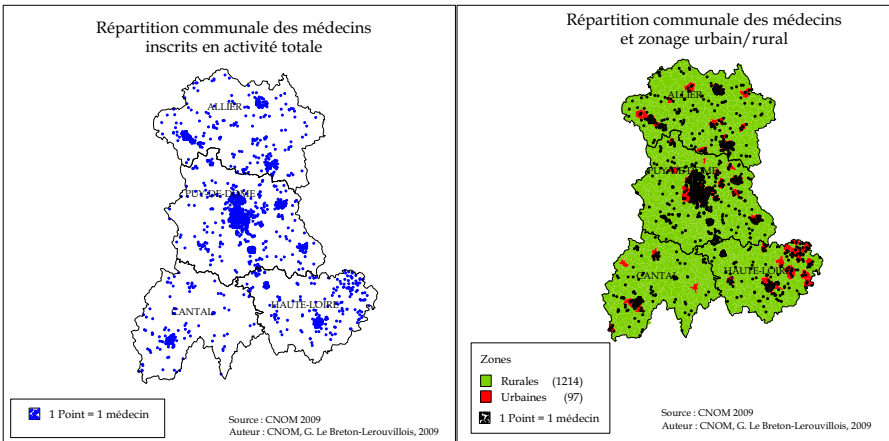 Répartition communale des médecins
inscrits en activité totale
ALLIER
PUY-DE-DOME
CANTAL
HAUTE-LOIRE
1 Point = 1 médecin
Source : CNOM 2009
Auteur : CNOM, G. Le Breton-Lerouvillois, 2009
Répartition communale des médecins
et zonage urbain/rural
ALLIER
PUY-DE-DOME
CANTAL
HAUTE-LOIRE
Zones
Rurales (1214)
Urbaines (97)
1 Point = 1 médecin
Source : CNOM 2009
Auteur : CNOM, G. Le Breton-Lerouvillois, 2009